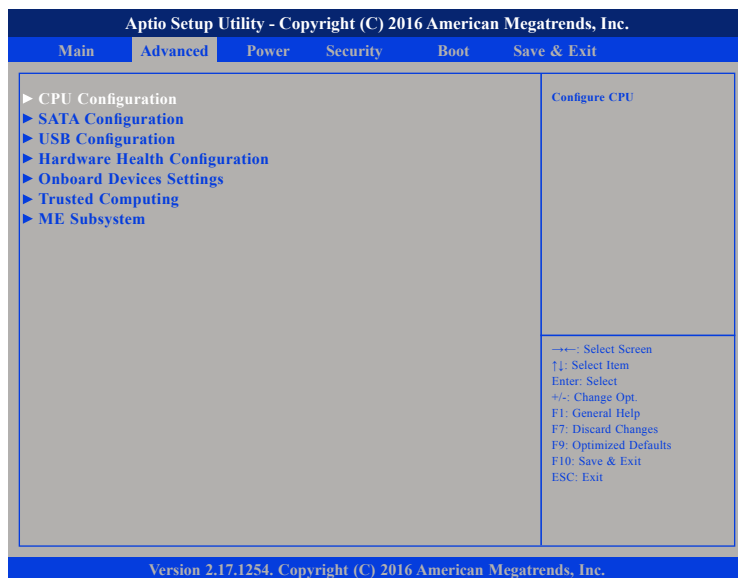 Aptio Setup Utility - Copyright (C) 2016 American Megatrends, Inc.
Main Advanced Power Security Boot Save & Exit
► CPU Configuration
► SATA Configuration
► USB Configuration
► Hardware Health Configuration
► Onboard Devices Settings
► Trusted Computing
► ME Subsystem
Configure CPU
→←: Select Screen
↑↓: Select Item
Enter: Select
+/-: Change Opt.
F1: General Help
F7: Discard Changes
F9: Optimized Defaults
F10: Save & Exit
ESC: Exit
Version 2.17.1254. Copyright (C) 2016 American Megatrends, Inc.